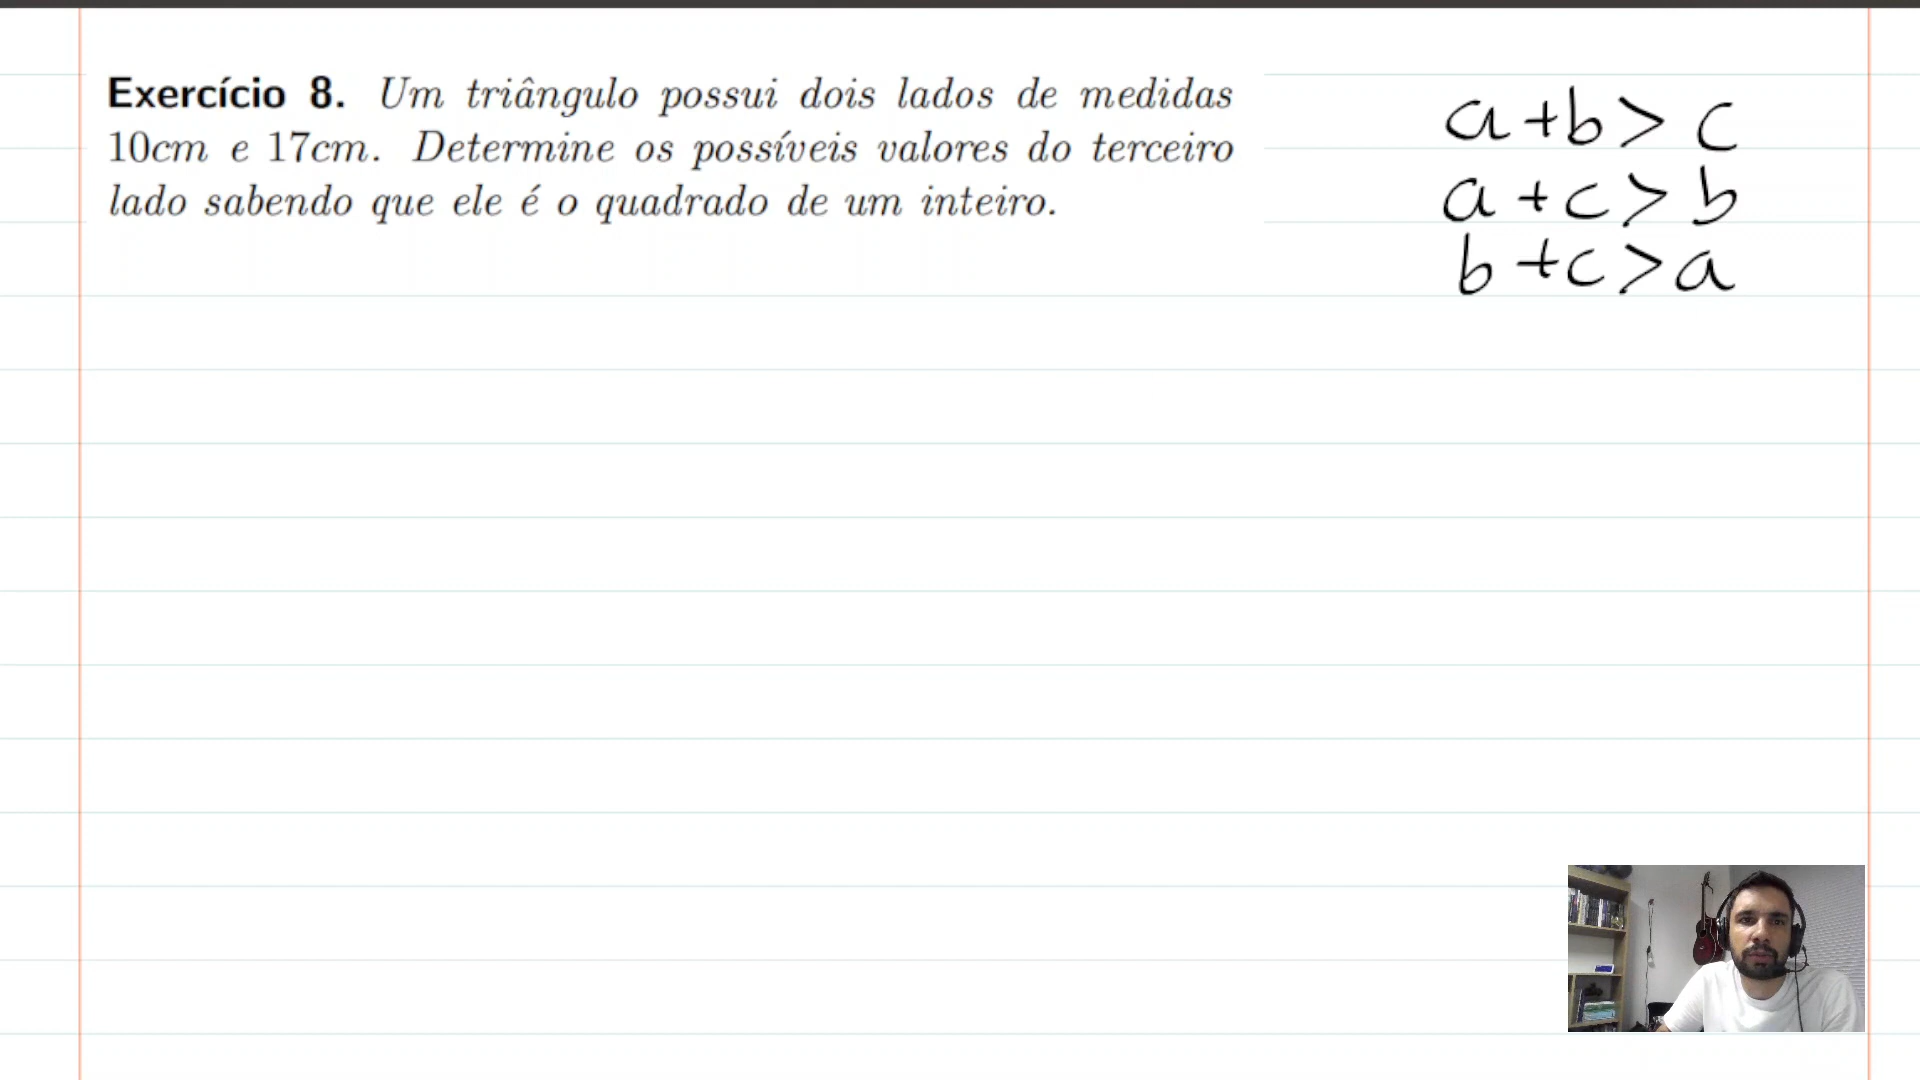 Exercício 8. Um triângulo possui dois lados de medidas
10cm e 17cm. Determine os possíveis valores do terceiro
lado sabendo que ele é o quadrado de um inteiro.
a+b> c
a+c> b
b+c>a